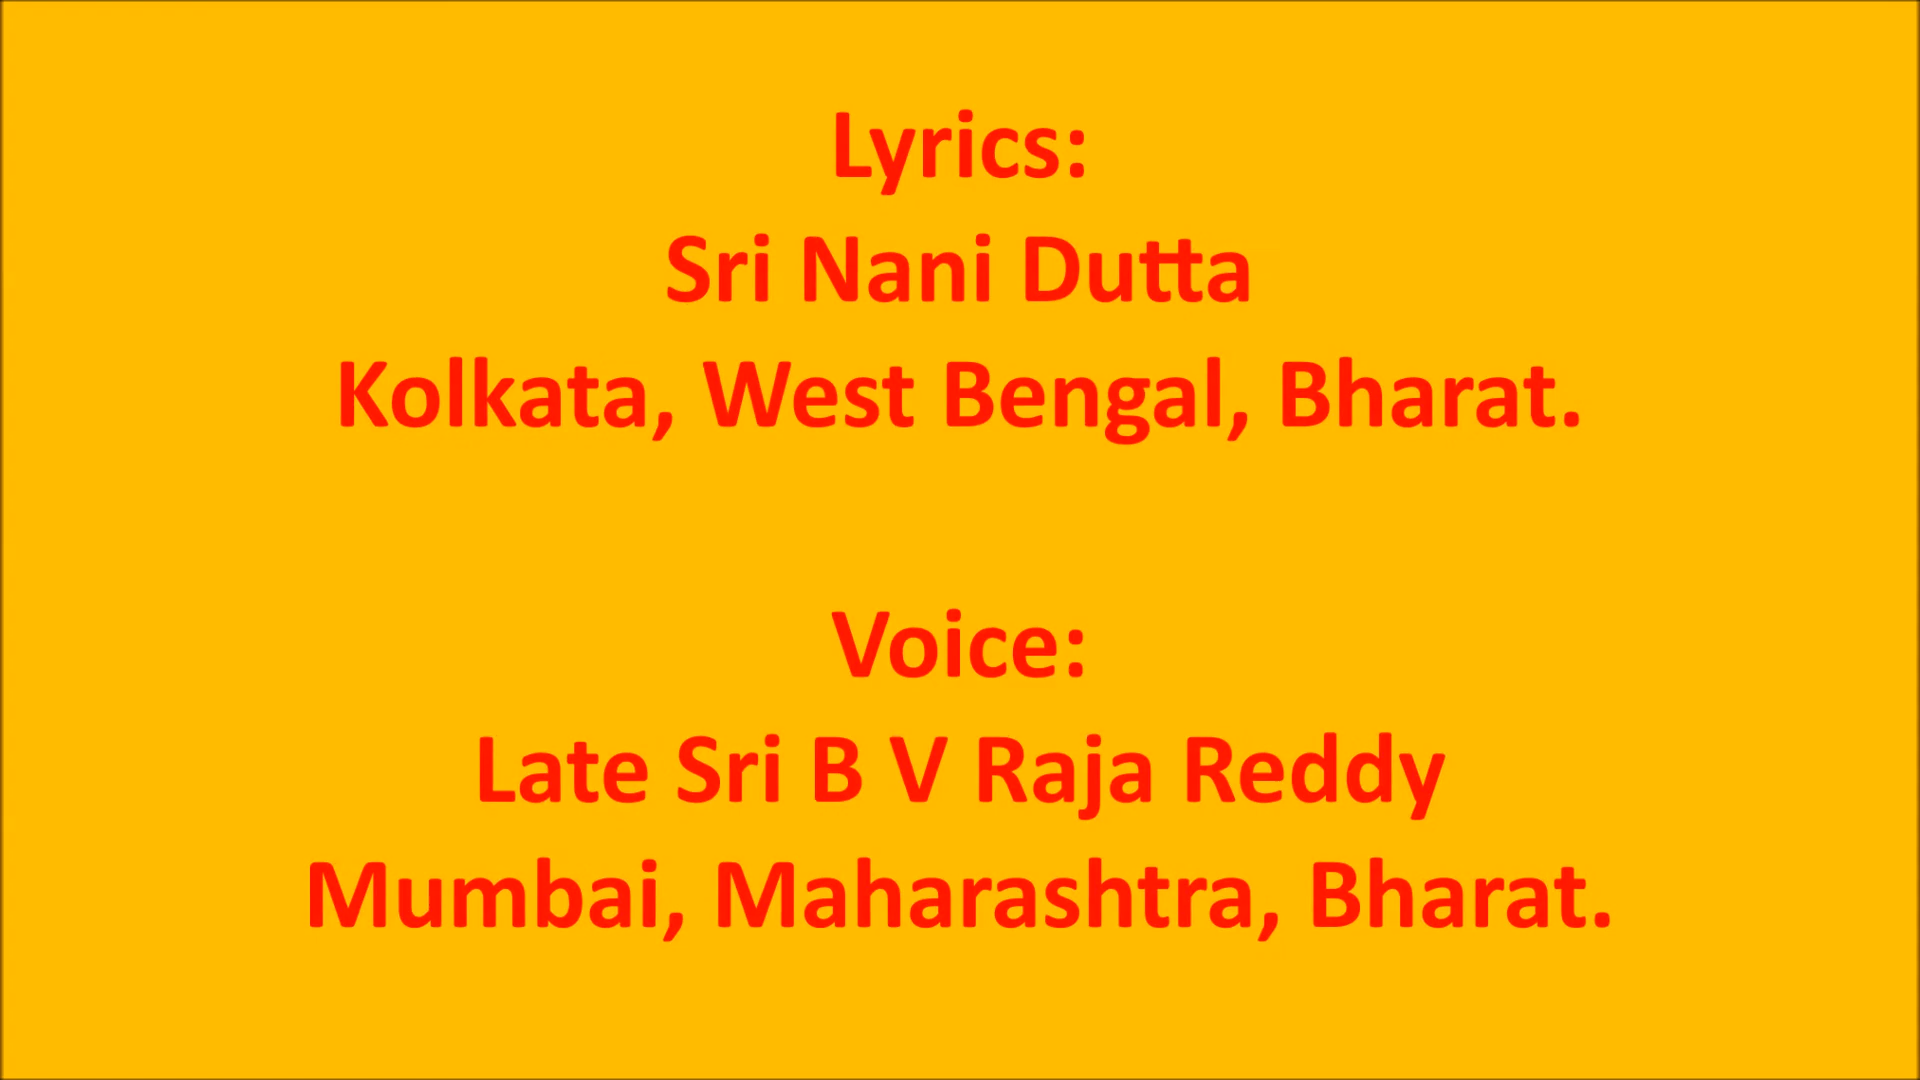 Lyrics:
Sri Nani Dutta
Kolkata, West Bengal, Bharat.
Voice:
Late Sri B V Raja Reddy
Mumbai, Maharashtra, Bharat.